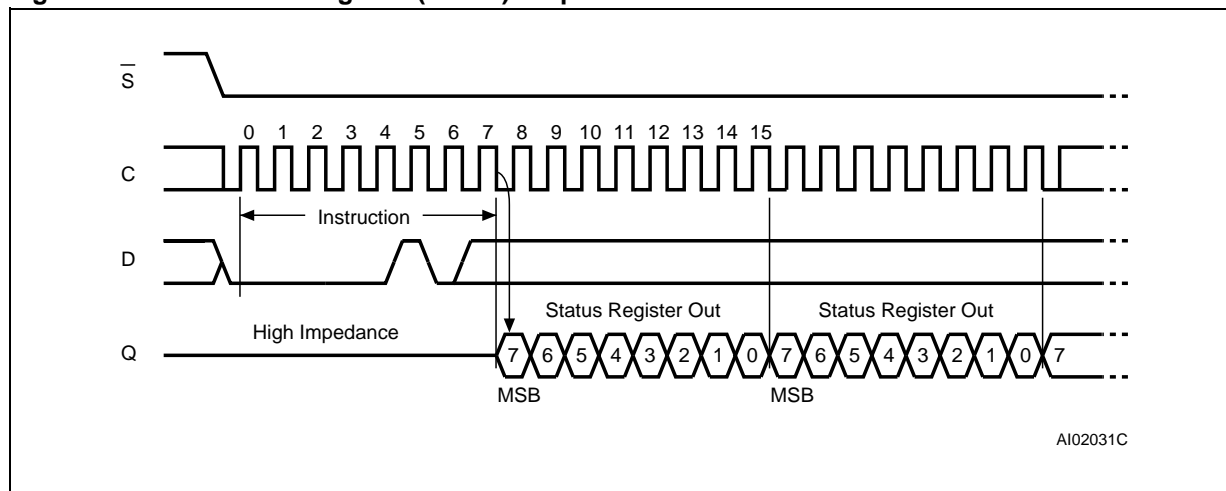 S
0 1 2 3 4 5 6 7 8 9 10 11 12 13 14 15
C
Instruction
D
Status Register Out Status Register Out
High Impedance
Q
7 6 5 4 3 2 1 0 7 6 5 4 3 2 1 0 7
MSB MSB
AI02031C